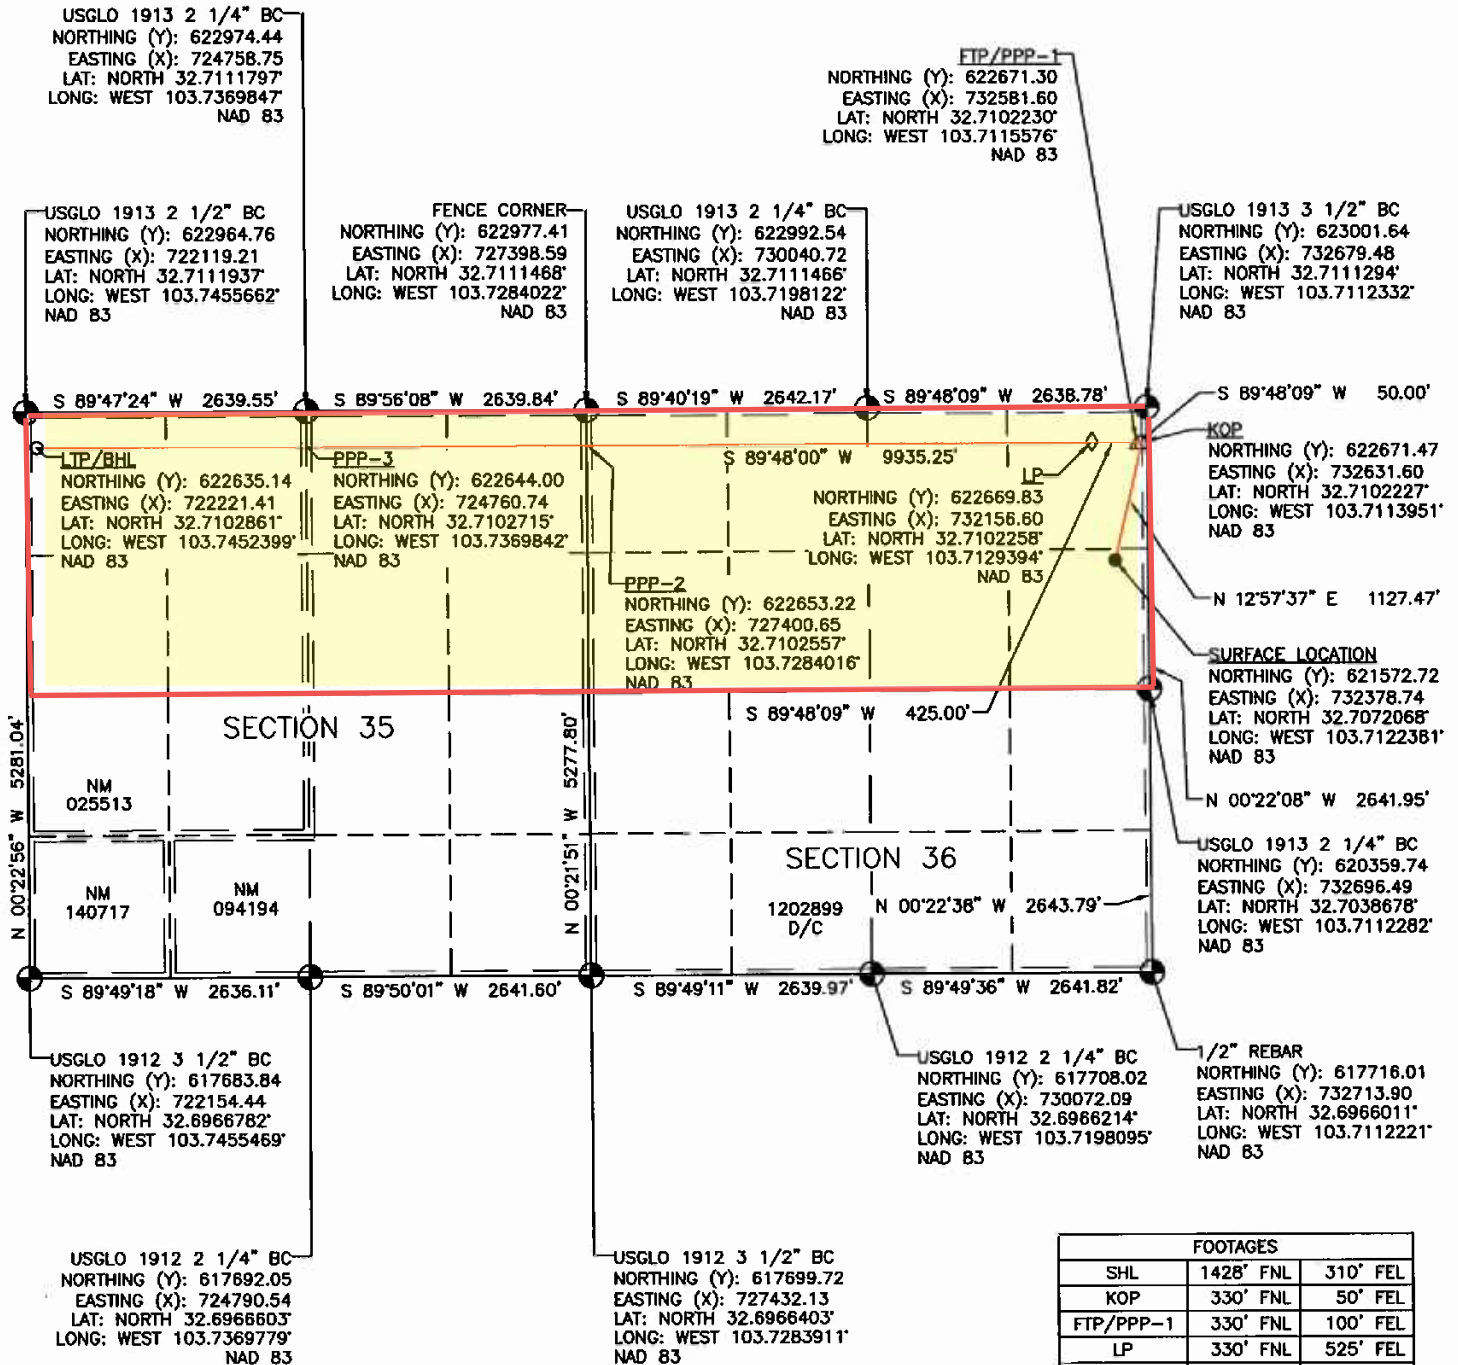 USGLO 1913 2 1/4" BC
NORTHING (Y): 622974.44
EASTING (X): 724758.75
LAT: NORTH 32.7111797°
LONG: WEST 103.7369847°
NAD 83
FTP/PPP-1
NORTHING (Y): 622671.30
EASTING (X): 732581.60
LAT: NORTH 32.7102230°
LONG: WEST 103.7115576°
NAD 83
USGLO 1913 2 1/2" BC
NORTHING (Y): 622964.76
EASTING (X): 722119.21
LAT: NORTH 32.7111937°
LONG: WEST 103.7455662°
NAD 83
FENCE CORNER
NORTHING (Y): 622977.41
EASTING (X): 727398.59
LAT: NORTH 32.7111468°
LONG: WEST 103.7284022°
NAD 83
USGLO 1913 2 1/4" BC
NORTHING (Y): 622992.54
EASTING (X): 730040.72
LAT: NORTH 32.7111466°
LONG: WEST 103.7198122°
NAD 83
USGLO 1913 3 1/2" BC
NORTHING (Y): 623001.64
EASTING (X): 732679.48
LAT: NORTH 32.7111294°
LONG: WEST 103.7112332°
NAD 83
S 89°47'24" W 2639.55'
S 89°56'08" W 2639.84'
S 89°40'19" W 2642.17'
S 89°48'09" W 2638.78'
S 89°48'09" W 50.00'
KOP
NORTHING (Y): 622671.47
EASTING (X): 732631.60
LAT: NORTH 32.7102227°
LONG: WEST 103.7113951°
NAD 83
LTP/BHL
NORTHING (Y): 622635.14
EASTING (X): 722221.41
LAT: NORTH 32.7102861°
LONG: WEST 103.7452399°
NAD 83
PPP-3
NORTHING (Y): 622644.00
EASTING (X): 724760.74
LAT: NORTH 32.7102715°
LONG: WEST 103.7369842°
NAD 83
S 89°48'00" W 9935.25'
LP
NORTHING (Y): 622669.83
EASTING (X): 732156.60
LAT: NORTH 32.7102258°
LONG: WEST 103.7129394°
NAD 83
PPP-2
NORTHING (Y): 622653.22
EASTING (X): 727400.65
LAT: NORTH 32.7102557°
LONG: WEST 103.7284016°
NAD 83
N 12°57'37" E 1127.47'
SURFACE LOCATION
NORTHING (Y): 621572.72
EASTING (X): 732378.74
LAT: NORTH 32.7072068°
LONG: WEST 103.7122381°
NAD 83
S 89°48'09" W 425.00'
SECTION 35
N 00°22'56" W 5281.04'
N 00°21'51" W 5277.80'
NM
025513
NM
140717
NM
094194
N 00°22'08" W 2641.95'
USGLO 1913 2 1/4" BC
NORTHING (Y): 620359.74
EASTING (X): 732696.49
LAT: NORTH 32.7038678°
LONG: WEST 103.7112282°
NAD 83
SECTION 36
1202899
D/C
N 00°22'38" W 2643.79'
S 89°49'18" W 2636.11'
S 89°50'01" W 2641.60'
S 89°49'11" W 2639.97'
S 89°49'36" W 2641.82'
USGLO 1912 3 1/2" BC
NORTHING (Y): 617683.84
EASTING (X): 722154.44
LAT: NORTH 32.6966782°
LONG: WEST 103.7455469°
NAD 83
USGLO 1912 2 1/4" BC
NORTHING (Y): 617708.02
EASTING (X): 730072.09
LAT: NORTH 32.6966214°
LONG: WEST 103.7198095°
NAD 83
1/2" REBAR
NORTHING (Y): 617716.01
EASTING (X): 732713.90
LAT: NORTH 32.6966011°
LONG: WEST 103.7112221°
NAD 83
USGLO 1912 2 1/4" BC
NORTHING (Y): 617692.05
EASTING (X): 724790.54
LAT: NORTH 32.6966603°
LONG: WEST 103.7369779°
NAD 83
USGLO 1912 3 1/2" BC
NORTHING (Y): 617699.72
EASTING (X): 727432.13
LAT: NORTH 32.6966403°
LONG: WEST 103.7283911°
NAD 83
FOOTAGES
SHL 1428' FNL 310' FEL
KOP 330' FNL 50' FEL
FTP/PPP-1 330' FNL 100' FEL
LP 330' FNL 525' FEL